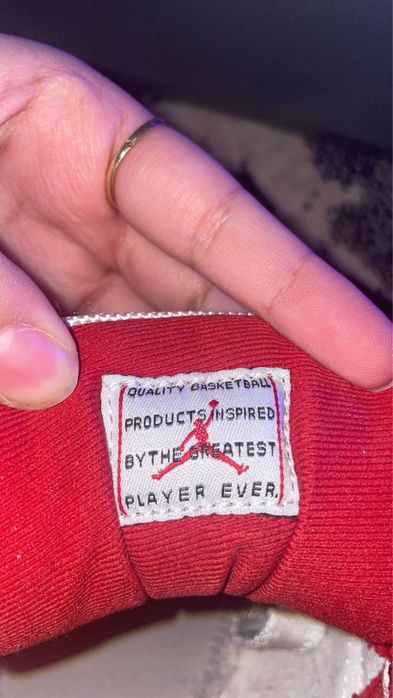 QUALITY BASKETBALL
PRODUCTS INSPIRED
BY THE GREATEST
PLAYER EVER.